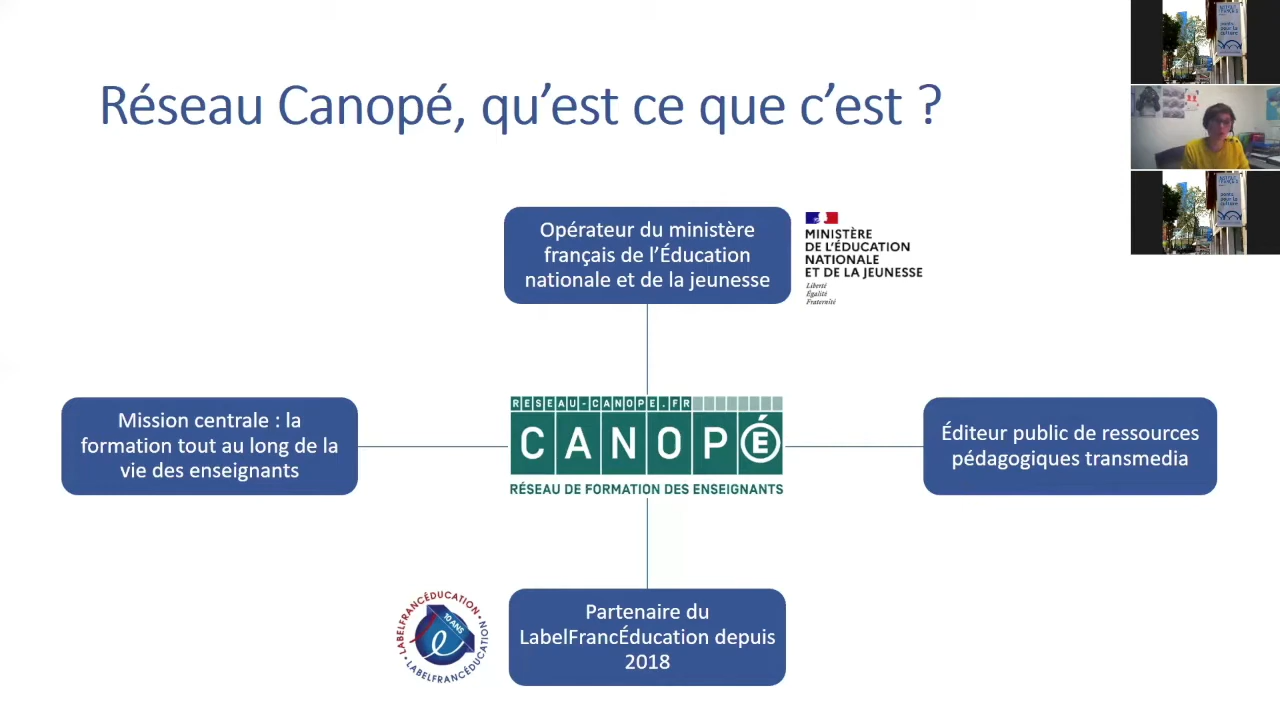 Réseau Canopé, qu’est ce que c’est ?
Opérateur du ministère
français de l’Éducation
nationale et de la jeunesse
MINISTÈRE
DE L’ÉDUCATION
NATIONALE
ET DE LA JEUNESSE
Liberté
Égalité
Fraternité
Mission centrale : la
formation tout au long de la
vie des enseignants
RESEAU-CANOPE.FR
CANOPÉ
RÉSEAU DE FORMATION DES ENSEIGNANTS
Éditeur public de ressources
pédagogiques transmedia
LABELFRANCÉDUCATION • LABELFRANCÉDUCATION •
10 ANS
Partenaire du
LabelFrancÉducation depuis
2018